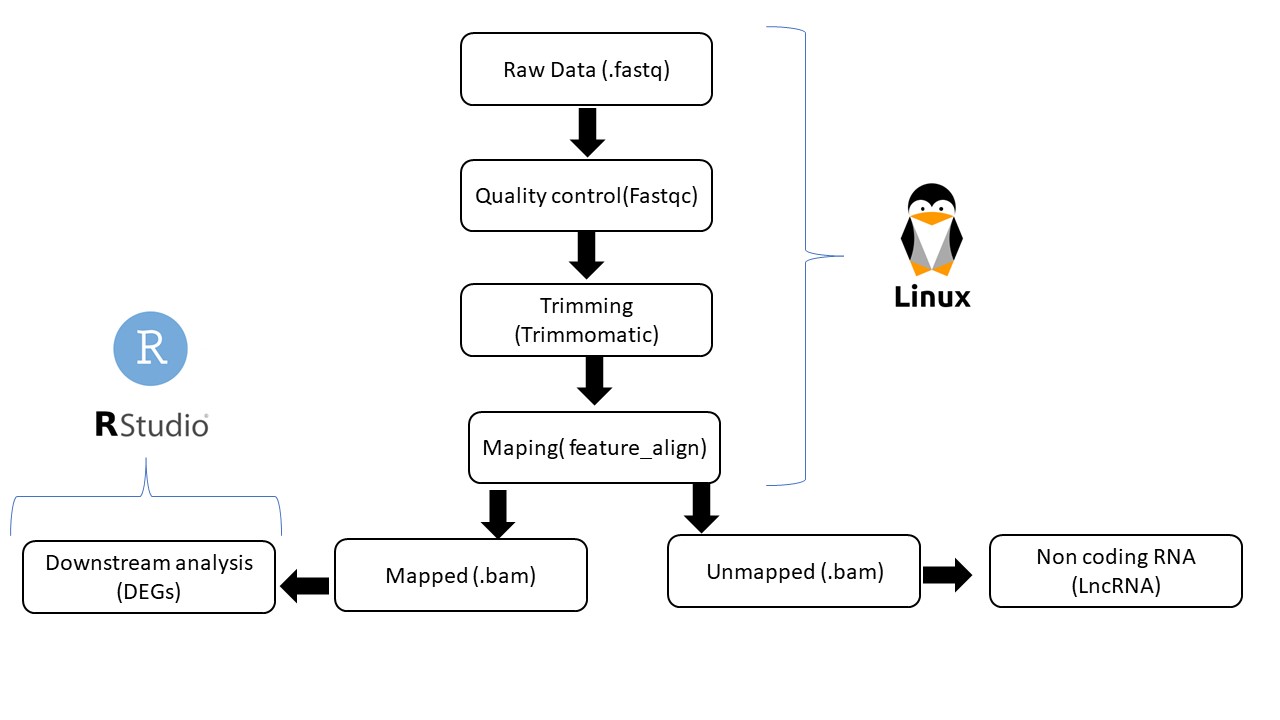 Raw Data (.fastq)
Quality control(Fastqc)
Linux
Trimming
(Trimmomatic)
R
RStudio
Maping( feature_align)
Downstream analysis
(DEGs)
Mapped (.bam)
Unmapped (.bam)
Non coding RNA
(LncRNA)